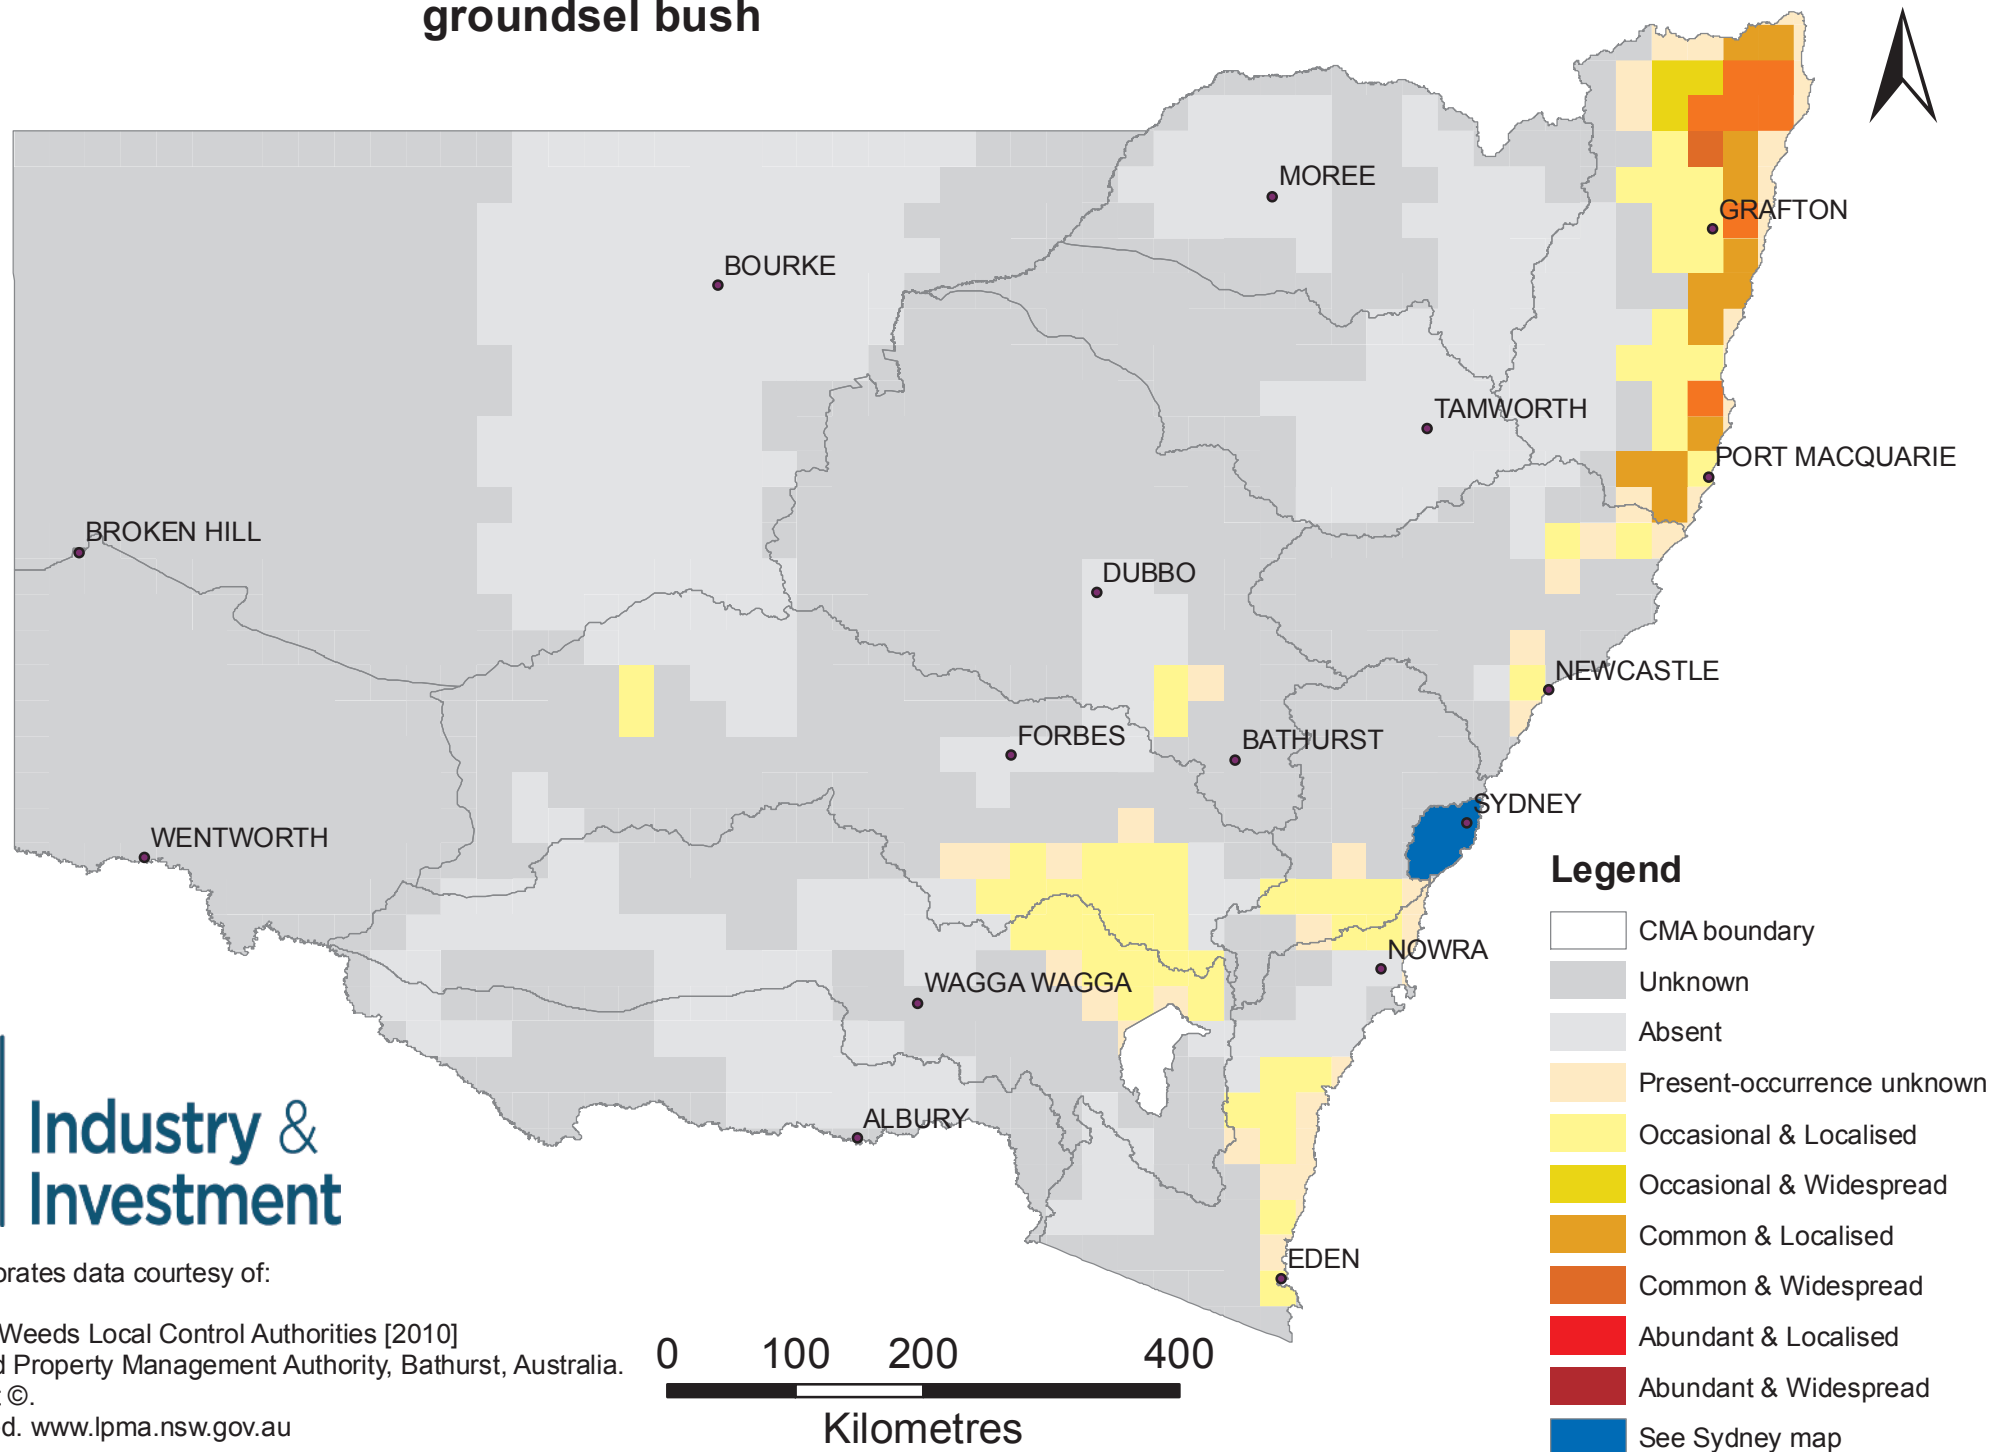 groundsel bush
MOREE
GRAFTON
BOURKE
TAMWORTH
PORT MACQUARIE
BROKEN HILL
DUBBO
NEWCASTLE
FORBES
BATHURST
SYDNEY
WENTWORTH
NOWRA
WAGGA WAGGA
ALBURY
EDEN
Legend
CMA boundary
Unknown
Absent
Present-occurrence unknown
Occasional & Localised
Occasional & Widespread
Common & Localised
Common & Widespread
Abundant & Localised
Abundant & Widespread
See Sydney map
Industry &
Investment
orates data courtesy of:
Weeds Local Control Authorities [2010]
d Property Management Authority, Bathurst, Australia.
©.
d. www.lpma.nsw.gov.au
0 100 200 400
Kilometres